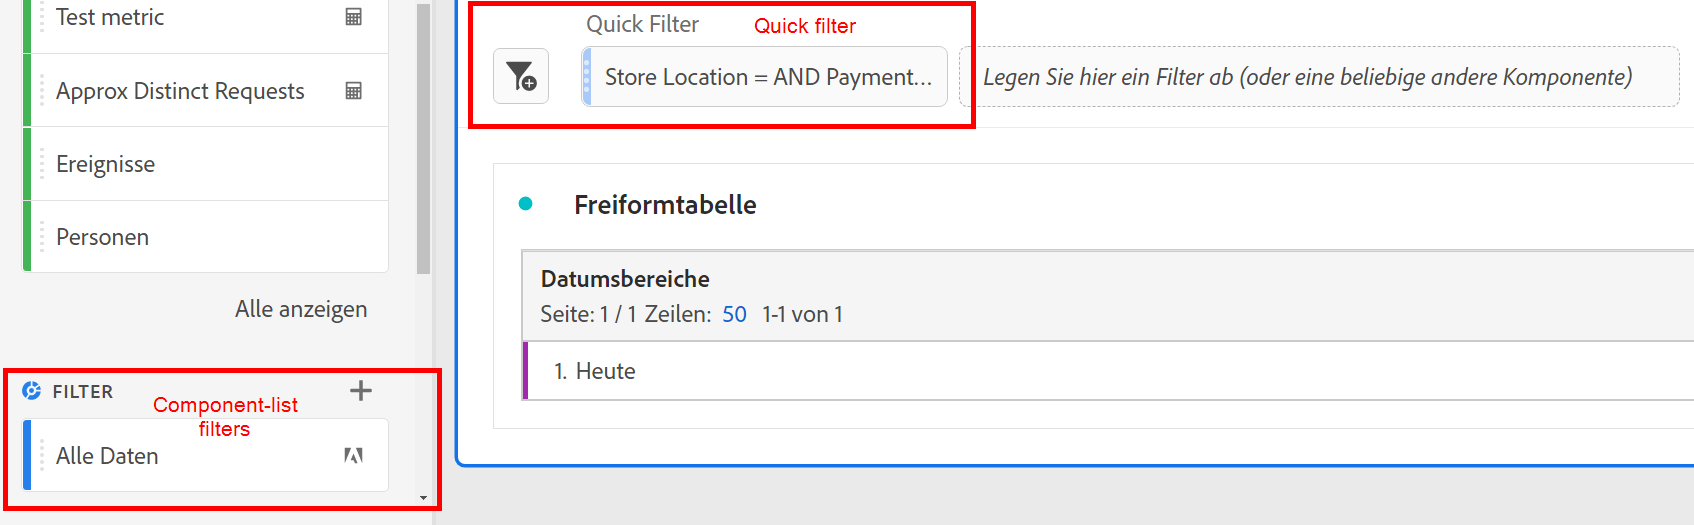 Test metric
Approx Distinct Requests
Ereignisse
Personen
Alle anzeigen
FILTER
Component-list
filters
Alle Daten
Quick Filter
Quick filter
Store Location = AND Payment...
Legen Sie hier ein Filter ab (oder eine beliebige andere Komponente)
Freiformtabelle
Datumsbereiche
Seite: 1 / 1 Zeilen: 50 1-1 von 1
1. Heute